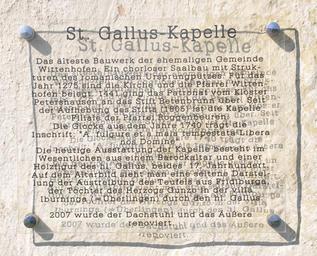 St. Gallus-Kapelle
Das älteste Bauwerk der ehemaligen Gemeinde
Wittenhofen. Ein chorloser Saalbau mit Struk-
turen des romanischen Ursprungputzes. Für das
Jahr 1275 sind die Kirche und die Pfarrei Witten-
hofen belegt. 1441 ging das Patronat vom Kloster
Petershausen an das Stift Betenbrunn über. Seit
der Aufhebung des Stifts (1805) ist die Kapelle
Filiale der Pfarrei Roggenbeuren.
Die Glocke aus dem Jahre 1740 trägt die
Inschrift: "A fulgure et a mala tempestate Libera
nos Domine"
Die heutige Ausstattung der Kapelle besteht im
Wesentlichen aus einem Barockaltar und einer
Holzfigur des hl. Gallus, beides 17. Jahrhundert.
Auf dem Altarbild sieht man eine seltene Darstel-
lung der Austreibung des Teufels aus Fridiburga,
der Tochter des Herzogs Gunzo in der Villa
Iburninga (=Überlingen) durch den hl. Gallus.
2007 wurde der Dachstuhl und das Äußere
renoviert.